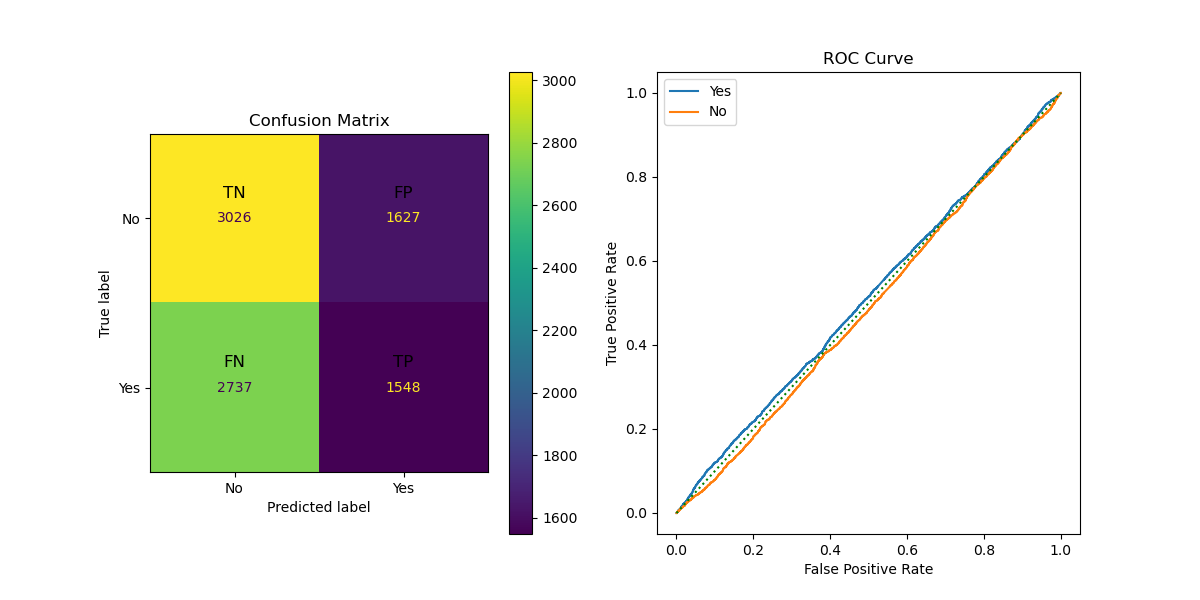 Confusion Matrix
TN
3026
FP
1627
FN
2737
TP
1548
No
Yes
True label
No
Yes
Predicted label
3000
2800
2600
2400
2200
2000
1800
1600
ROC Curve
Yes
No
1.0
0.8
0.6
0.4
0.2
0.0
True Positive Rate
0.0
0.2
0.4
0.6
0.8
1.0
False Positive Rate